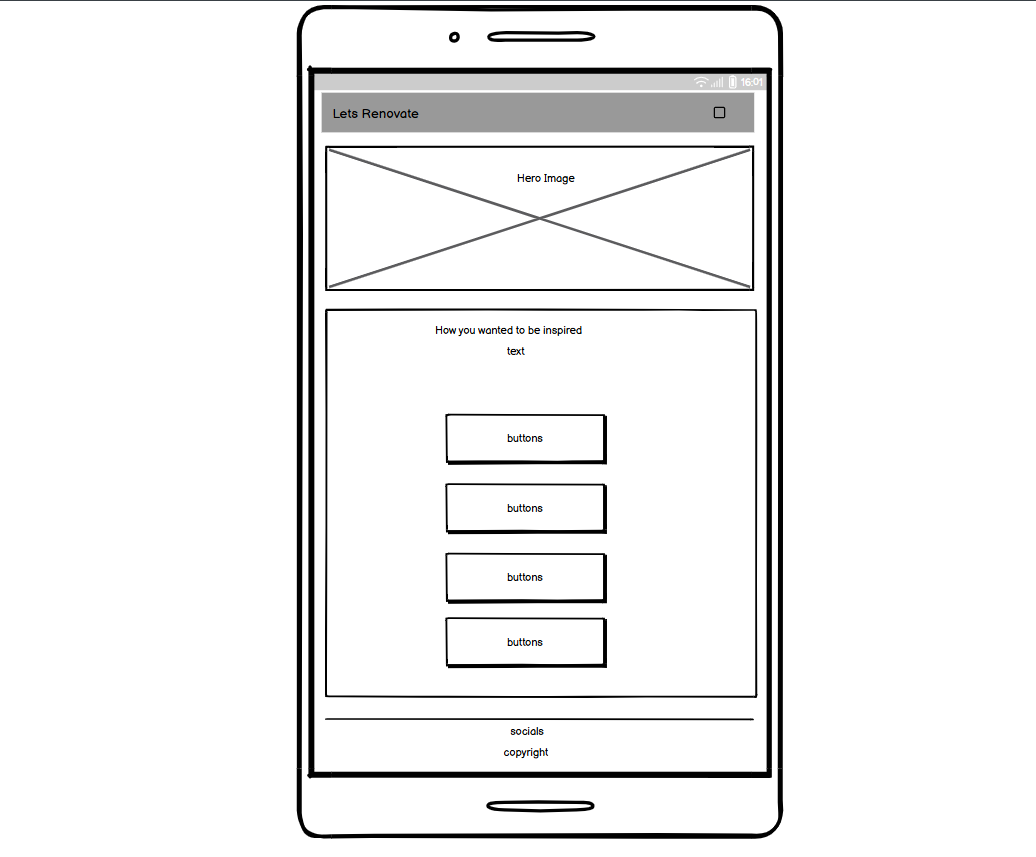 16:01
Lets Renovate
Hero Image
How you wanted to be inspired
text
buttons
buttons
buttons
buttons
socials
copyright